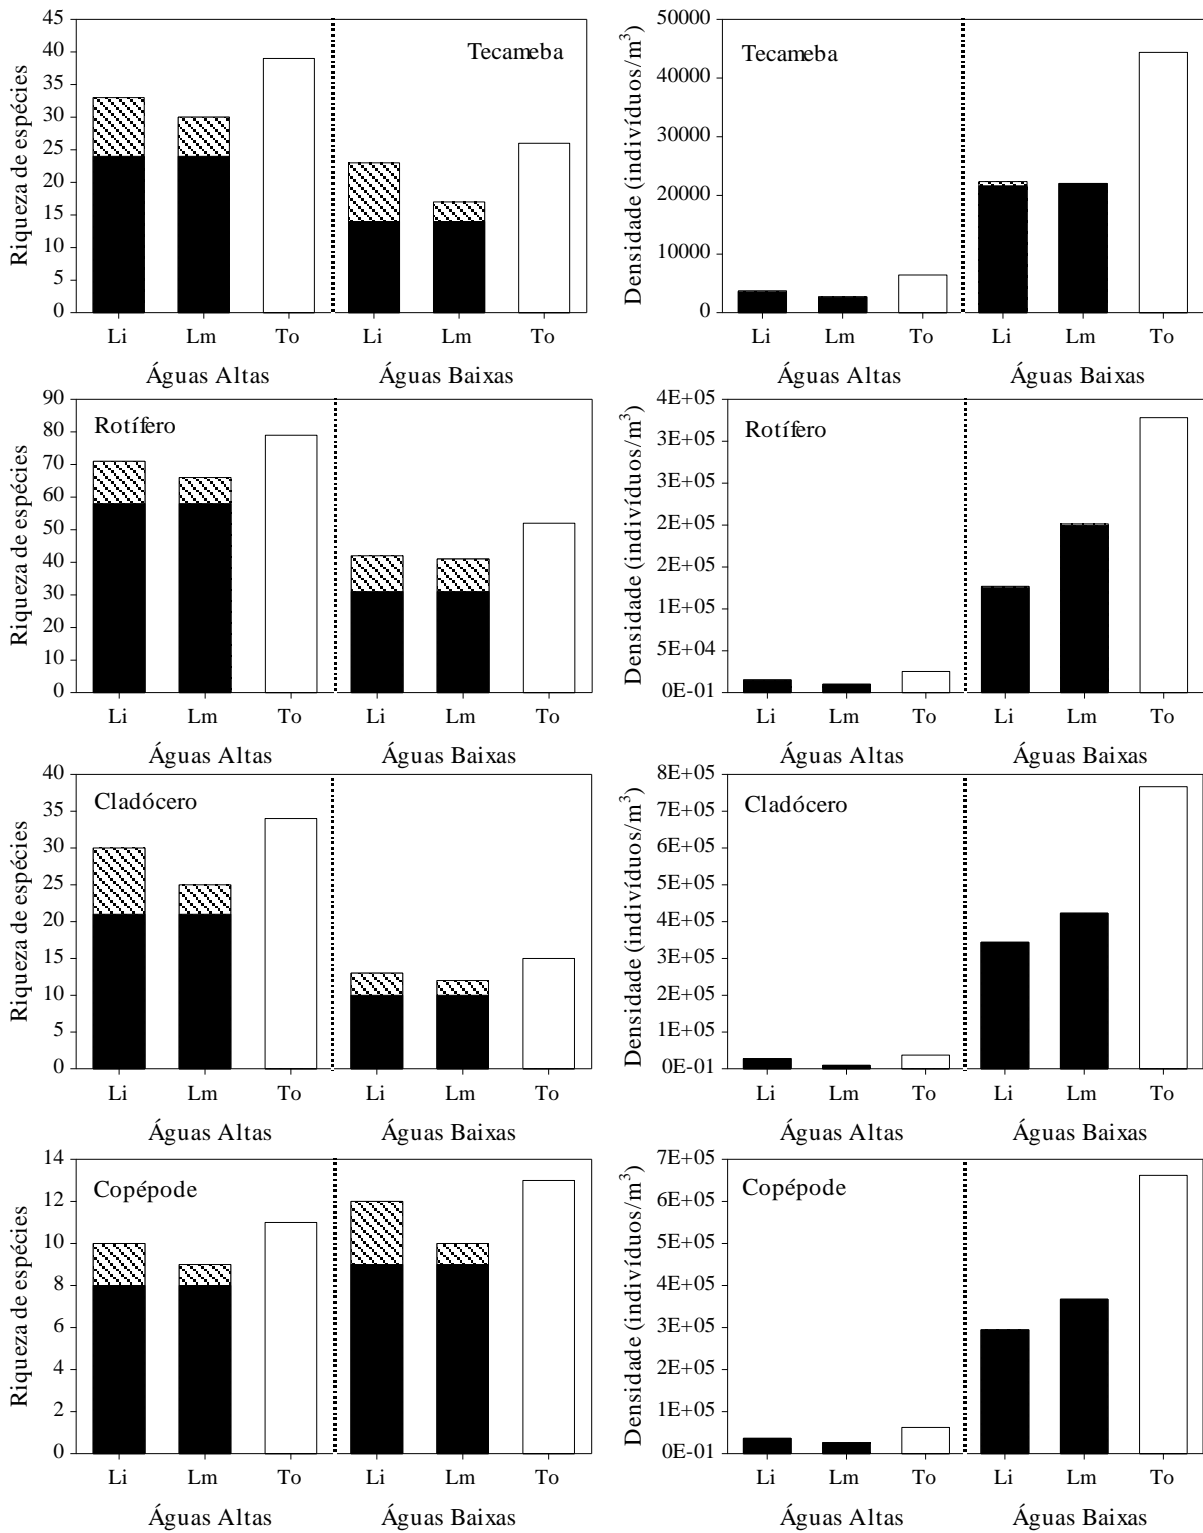 Riqueza de espécies
45
40
35
30
25
20
15
10
5
0
Tecameba
Li Lm To Li Lm To
Águas Altas Águas Baixas
Densidade (indivíduos/m³)
50000
40000
30000
20000
10000
0
Tecameba
Li Lm To Li Lm To
Águas Altas Águas Baixas
Riqueza de espécies
90
80
70
60
50
40
30
20
10
0
Rotífero
Li Lm To Li Lm To
Águas Altas Águas Baixas
Densidade (indivíduos/m³)
4E+05
3E+05
3E+05
2E+05
2E+05
1E+05
5E+04
0E-01
Rotífero
Li Lm To Li Lm To
Águas Altas Águas Baixas
Riqueza de espécies
40
35
30
25
20
15
10
5
0
Cladócero
Li Lm To Li Lm To
Águas Altas Águas Baixas
Densidade (indivíduos/m³)
8E+05
7E+05
6E+05
5E+05
4E+05
3E+05
2E+05
1E+05
0E-01
Cladócero
Li Lm To Li Lm To
Águas Altas Águas Baixas
Riqueza de espécies
14
12
10
8
6
4
2
0
Copépode
Li Lm To Li Lm To
Águas Altas Águas Baixas
Densidade (indivíduos/m³)
7E+05
6E+05
5E+05
4E+05
3E+05
2E+05
1E+05
0E-01
Copépode
Li Lm To Li Lm To
Águas Altas Águas Baixas